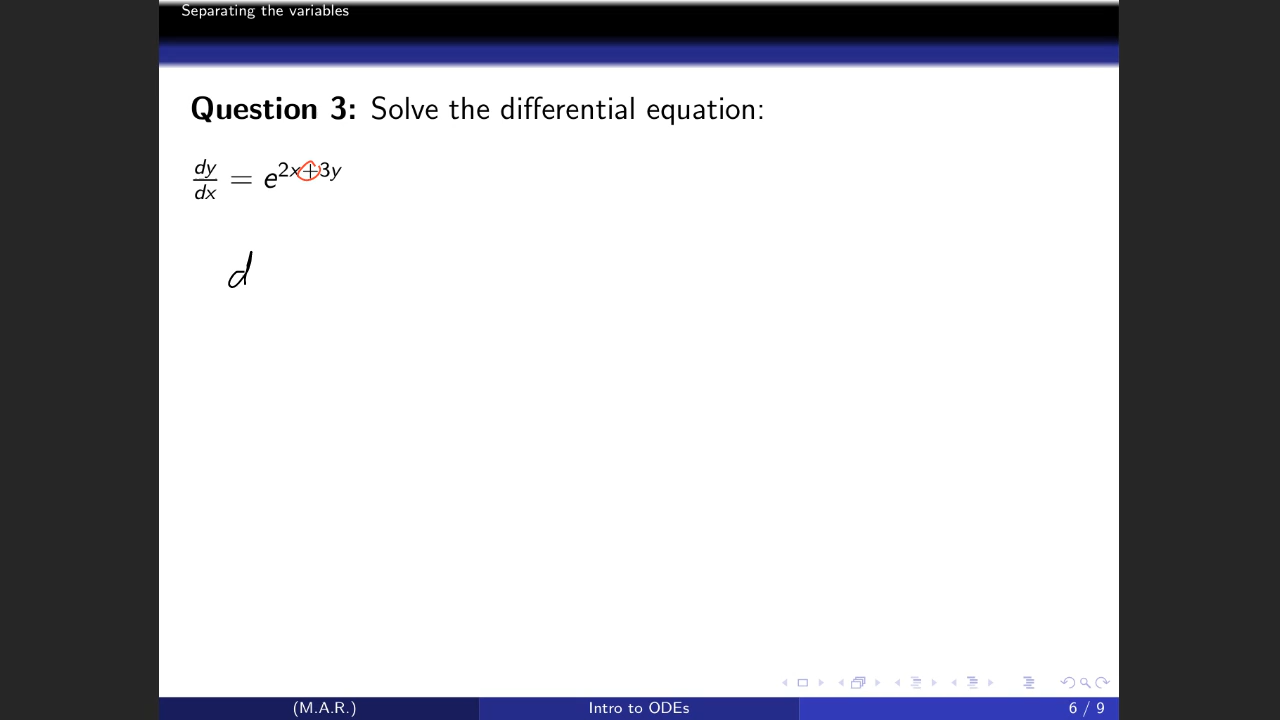 Separating the variables
Question 3: Solve the differential equation:
dy/dx = e^{2x+3y}
d
(M.A.R.) Intro to ODEs 6 / 9